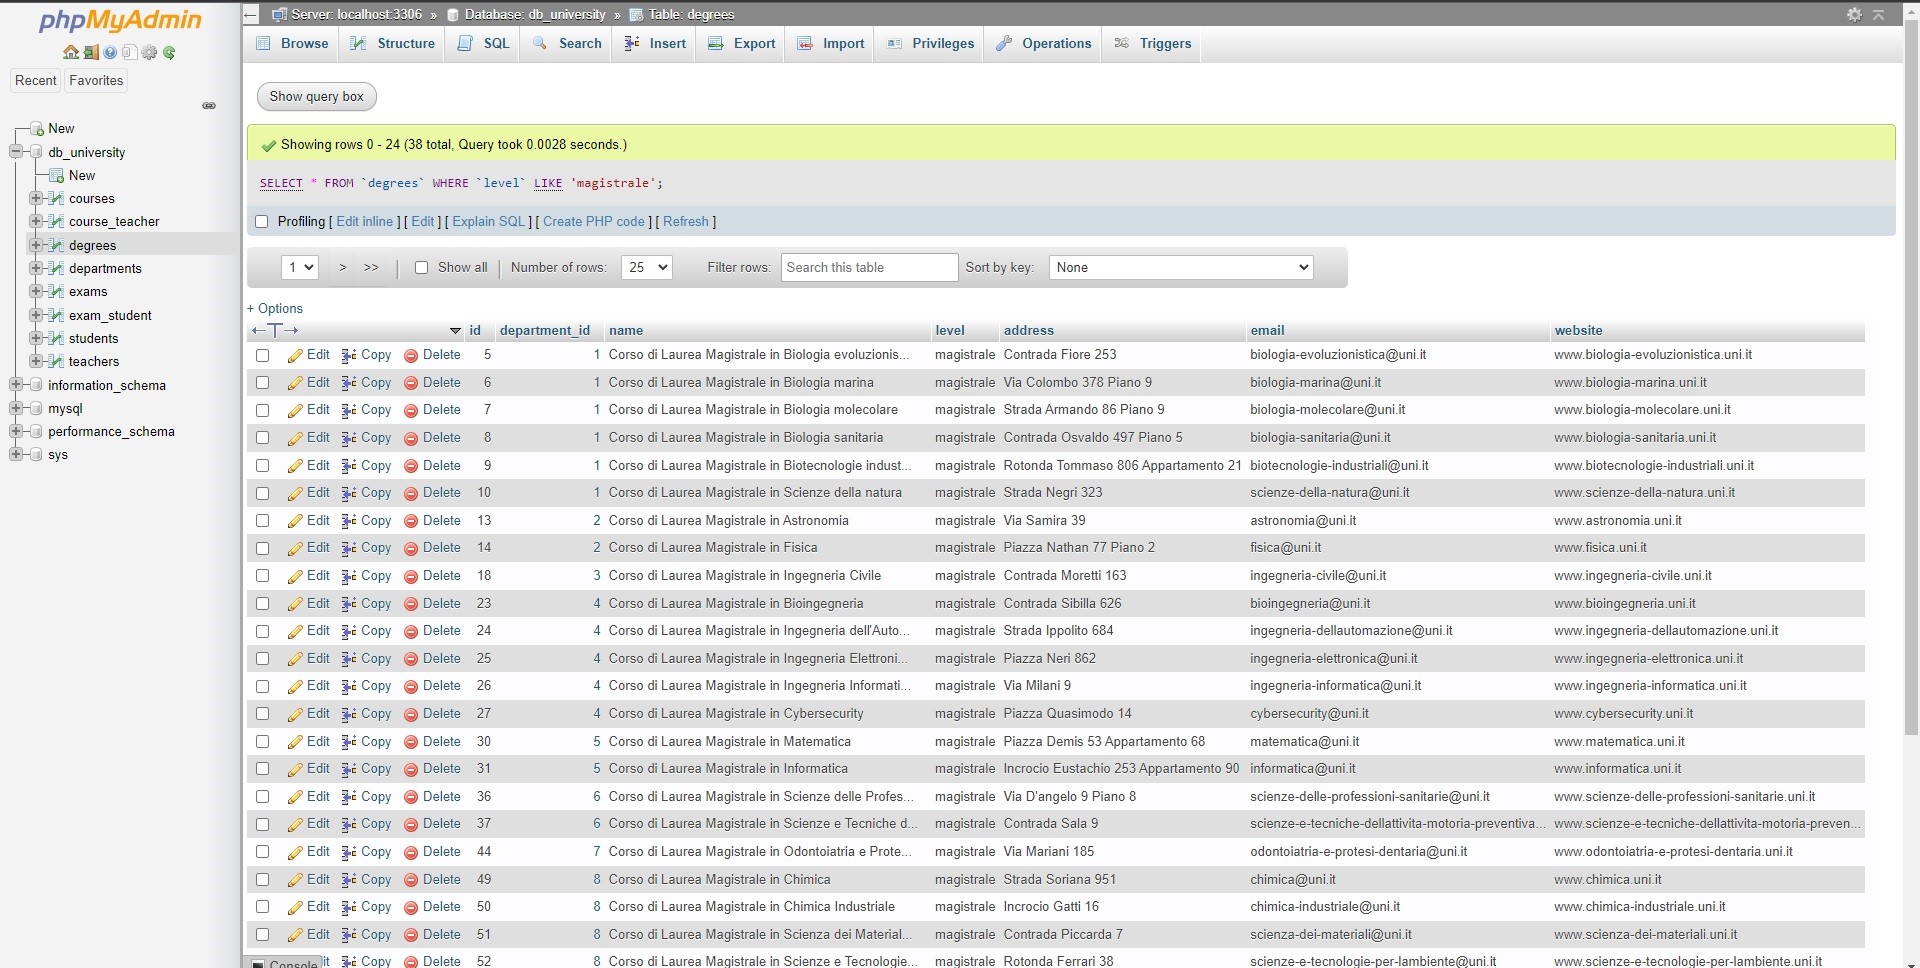 phpMyAdmin
Recent Favorites
New
db_university
New
courses
course_teacher
degrees
departments
exams
exam_student
students
teachers
information_schema
mysql
performance_schema
sys
Server: localhost:3306 » Database: db_university » Table: degrees
Browse Structure SQL Search Insert Export Import Privileges Operations Triggers
Show query box
Showing rows 0 - 24 (38 total, Query took 0.0028 seconds.)
SELECT * FROM `degrees` WHERE `level` LIKE 'magistrale';
Profiling [ Edit inline ] [ Edit ] [ Explain SQL ] [ Create PHP code ] [ Refresh ]
1 > >> Show all Number of rows: 25 Filter rows: Search this table Sort by key: None
+ Options
←T→ id department_id name level address email website
Edit Copy Delete 5 1 Corso di Laurea Magistrale in Biologia evoluzionis... magistrale Contrada Fiore 253 biologia-evoluzionistica@uni.it www.biologia-evoluzionistica.uni.it
Edit Copy Delete 6 1 Corso di Laurea Magistrale in Biologia marina magistrale Via Colombo 378 Piano 9 biologia-marina@uni.it www.biologia-marina.uni.it
Edit Copy Delete 7 1 Corso di Laurea Magistrale in Biologia molecolare magistrale Strada Armando 86 Piano 9 biologia-molecolare@uni.it www.biologia-molecolare.uni.it
Edit Copy Delete 8 1 Corso di Laurea Magistrale in Biologia sanitaria magistrale Contrada Osvaldo 497 Piano 5 biologia-sanitaria@uni.it www.biologia-sanitaria.uni.it
Edit Copy Delete 9 1 Corso di Laurea Magistrale in Biotecnologie indust... magistrale Rotonda Tommaso 806 Appartamento 21 biotecnologie-industriali@uni.it www.biotecnologie-industriali.uni.it
Edit Copy Delete 10 1 Corso di Laurea Magistrale in Scienze della natura magistrale Strada Negri 323 scienze-della-natura@uni.it www.scienze-della-natura.uni.it
Edit Copy Delete 13 2 Corso di Laurea Magistrale in Astronomia magistrale Via Samira 39 astronomia@uni.it www.astronomia.uni.it
Edit Copy Delete 14 2 Corso di Laurea Magistrale in Fisica magistrale Piazza Nathan 77 Piano 2 fisica@uni.it www.fisica.uni.it
Edit Copy Delete 18 3 Corso di Laurea Magistrale in Ingegneria Civile magistrale Contrada Moretti 163 ingegneria-civile@uni.it www.ingegneria-civile.uni.it
Edit Copy Delete 23 4 Corso di Laurea Magistrale in Bioingegneria magistrale Contrada Sibilla 626 bioingegneria@uni.it www.bioingegneria.uni.it
Edit Copy Delete 24 4 Corso di Laurea Magistrale in Ingegneria dell'Auto... magistrale Strada Ippolito 684 ingegneria-dellautomazione@uni.it www.ingegneria-dellautomazione.uni.it
Edit Copy Delete 25 4 Corso di Laurea Magistrale in Ingegneria Elettroni... magistrale Piazza Neri 862 ingegneria-elettronica@uni.it www.ingegneria-elettronica.uni.it
Edit Copy Delete 26 4 Corso di Laurea Magistrale in Ingegneria Informati... magistrale Via Milani 9 ingegneria-informatica@uni.it www.ingegneria-informatica.uni.it
Edit Copy Delete 27 4 Corso di Laurea Magistrale in Cybersecurity magistrale Piazza Quasimodo 14 cybersecurity@uni.it www.cybersecurity.uni.it
Edit Copy Delete 30 5 Corso di Laurea Magistrale in Matematica magistrale Piazza Demis 53 Appartamento 68 matematica@uni.it www.matematica.uni.it
Edit Copy Delete 31 5 Corso di Laurea Magistrale in Informatica magistrale Incrocio Eustachio 253 Appartamento 90 informatica@uni.it www.informatica.uni.it
Edit Copy Delete 36 6 Corso di Laurea Magistrale in Scienze delle Profes... magistrale Via D'angelo 9 Piano 8 scienze-delle-professioni-sanitarie@uni.it www.scienze-delle-professioni-sanitarie.uni.it
Edit Copy Delete 37 6 Corso di Laurea Magistrale in Scienze e Tecniche d... magistrale Contrada Sala 9 scienze-e-tecniche-dellattivita-motoria-preventiva... www.scienze-e-tecniche-dellattivita-motoria-preven...
Edit Copy Delete 44 7 Corso di Laurea Magistrale in Odontoiatria e Prote... magistrale Via Mariani 185 odontoiatria-e-protesi-dentaria@uni.it www.odontoiatria-e-protesi-dentaria.uni.it
Edit Copy Delete 49 8 Corso di Laurea Magistrale in Chimica magistrale Strada Soriana 951 chimica@uni.it www.chimica.uni.it
Edit Copy Delete 50 8 Corso di Laurea Magistrale in Chimica Industriale magistrale Incrocio Gatti 16 chimica-industriale@uni.it www.chimica-industriale.uni.it
Edit Copy Delete 51 8 Corso di Laurea Magistrale in Scienza dei Material... magistrale Contrada Piccarda 7 scienza-dei-materiali@uni.it www.scienza-dei-materiali.uni.it
Copy Delete 52 8 Corso di Laurea Magistrale in Scienze e Tecnologie... magistrale Rotonda Ferrari 38 scienze-e-tecnologie-per-lambiente@uni.it www.scienze-e-tecnologie-per-lambiente.uni.it
Console